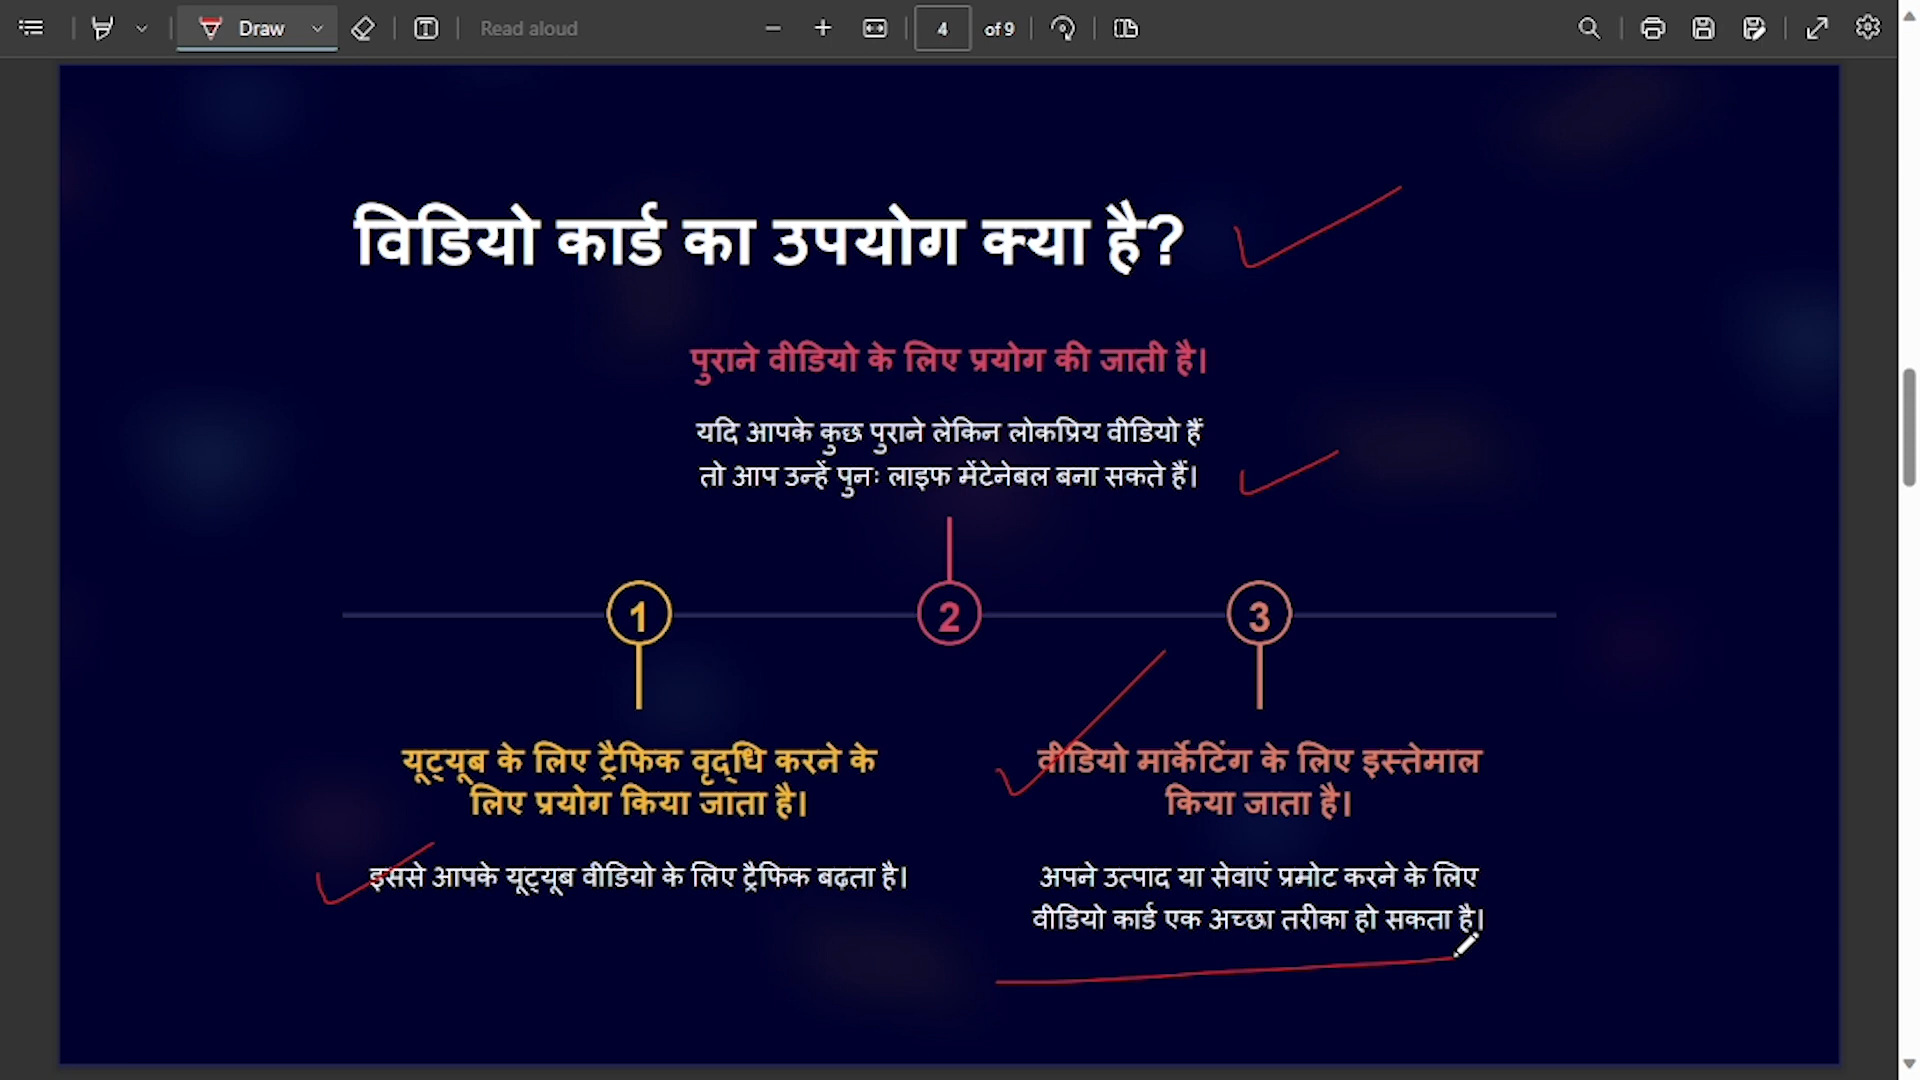 Draw
Read aloud
4 of 9
विडियो कार्ड का उपयोग क्या है?
पुराने वीडियो के लिए प्रयोग की जाती है।
यदि आपके कुछ पुराने लेकिन लोकप्रिय वीडियो हैं
तो आप उन्हें पुनः लाइफ मेंटेनेबल बना सकते हैं।
1
2
3
यूट्यूब के लिए ट्रैफिक वृद्धि करने के
लिए प्रयोग किया जाता है।
इससे आपके यूट्यूब वीडियो के लिए ट्रैफिक बढ़ता है।
वीडियो मार्केटिंग के लिए इस्तेमाल
किया जाता है।
अपने उत्पाद या सेवाएं प्रमोट करने के लिए
वीडियो कार्ड एक अच्छा तरीका हो सकता है।